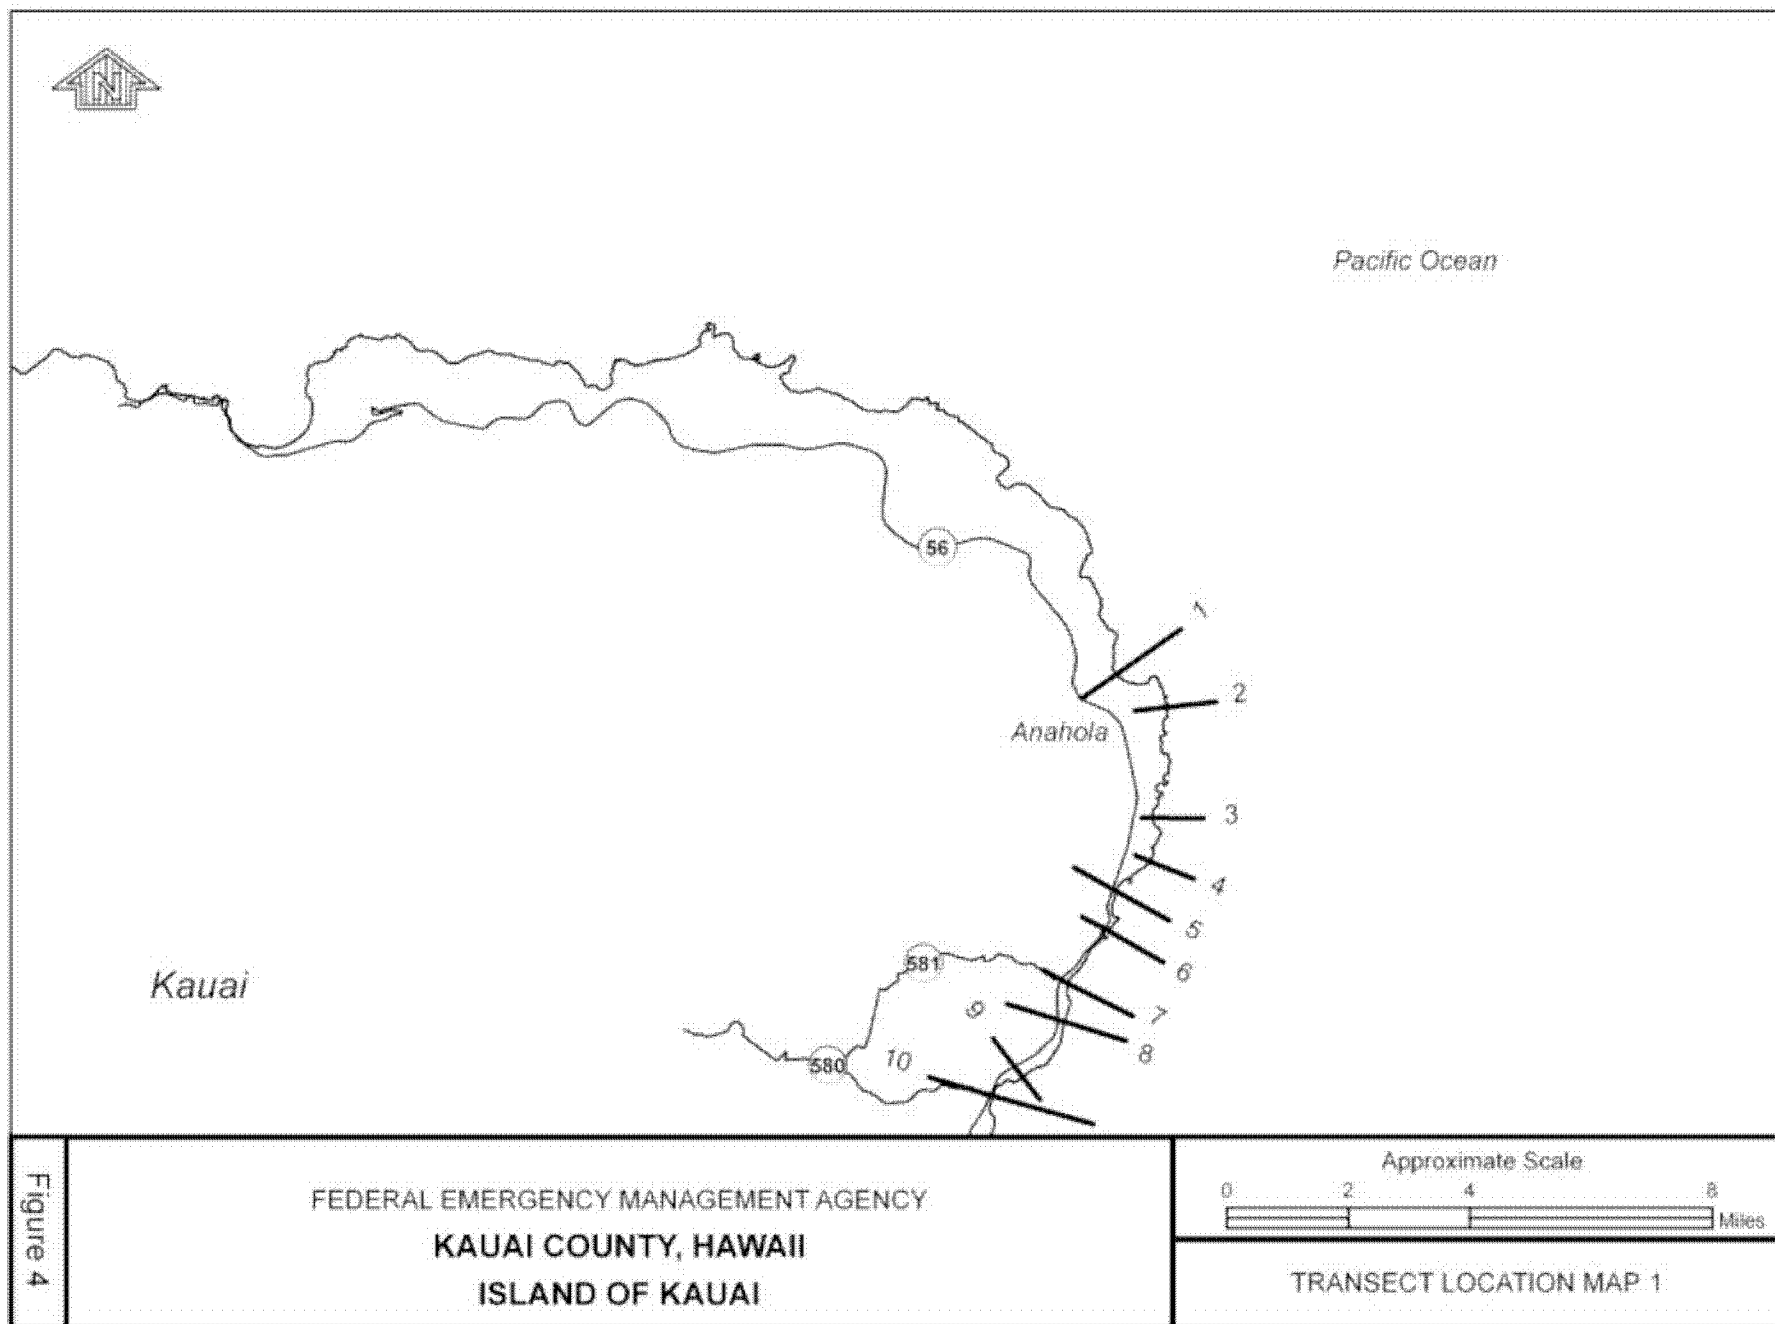 N
Pacific Ocean
56
1
2
Anahola
3
4
5
6
581
Kauai
7
9
8
10
580
Figure 4
FEDERAL EMERGENCY MANAGEMENT AGENCY
KAUAI COUNTY, HAWAII
ISLAND OF KAUAI
Approximate Scale
0 2 4 8
Miles
TRANSECT LOCATION MAP 1